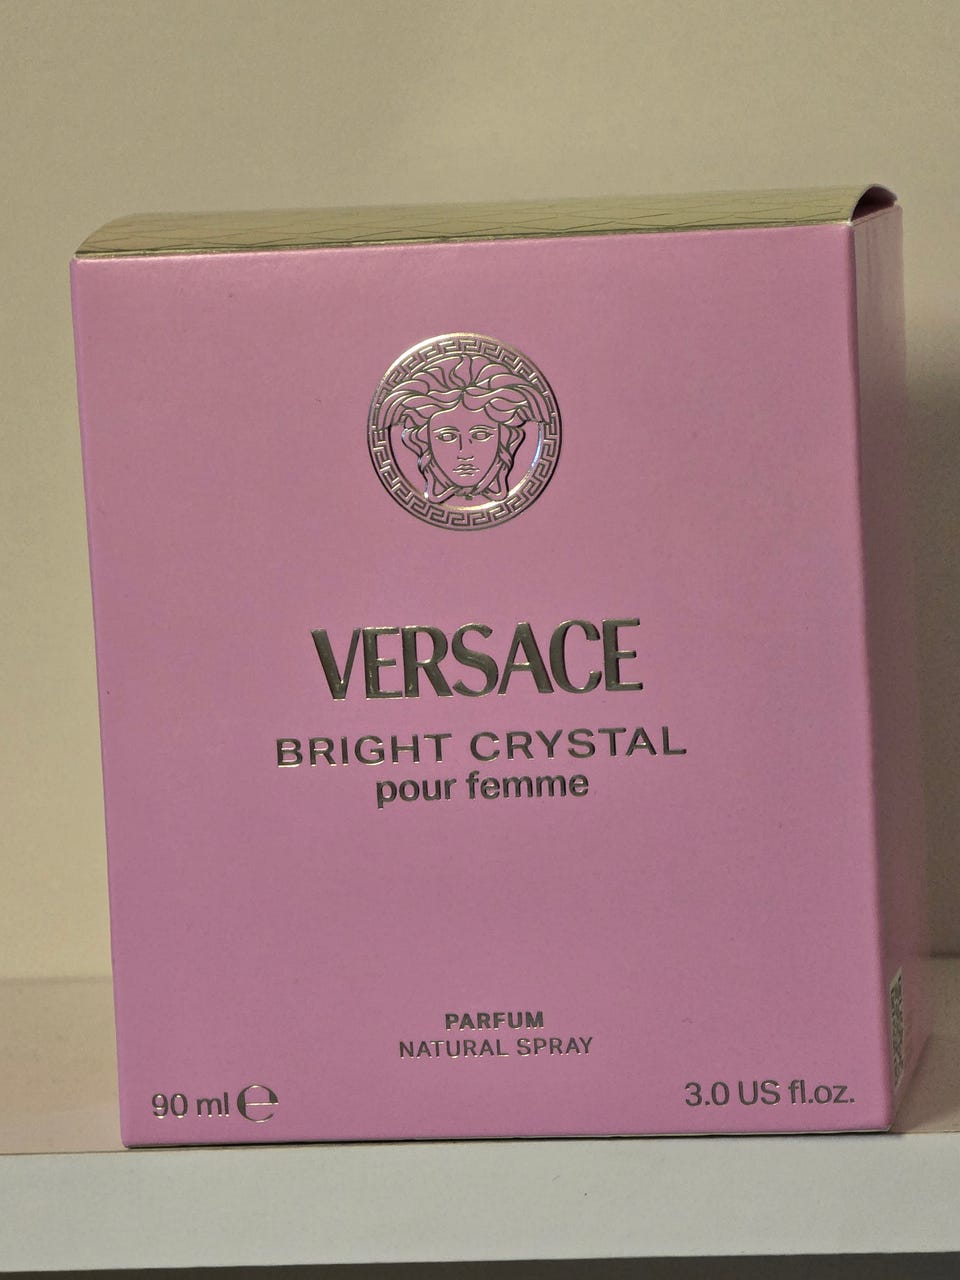 VERSACE
BRIGHT CRYSTAL
pour femme
PARFUM
NATURAL SPRAY
90 ml ℮
3.0 US fl.oz.